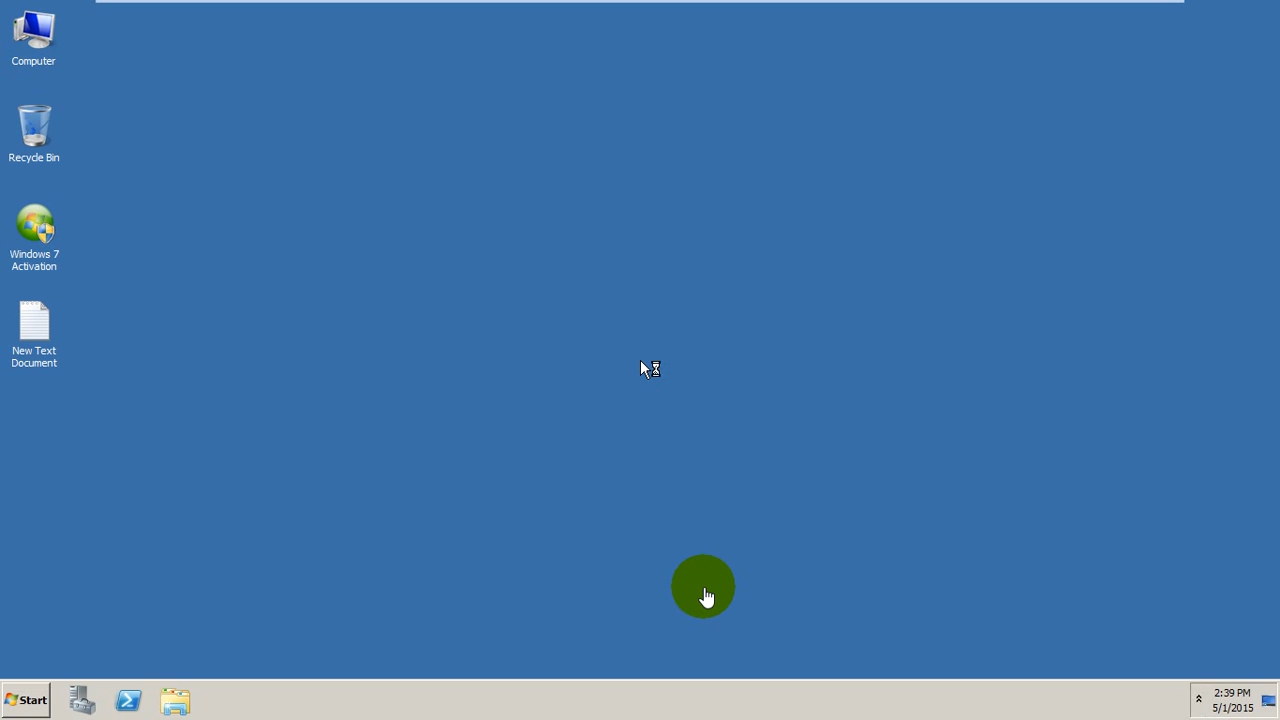 Computer
Recycle Bin
Windows 7
Activation
New Text
Document
Start
2:39 PM
5/1/2015